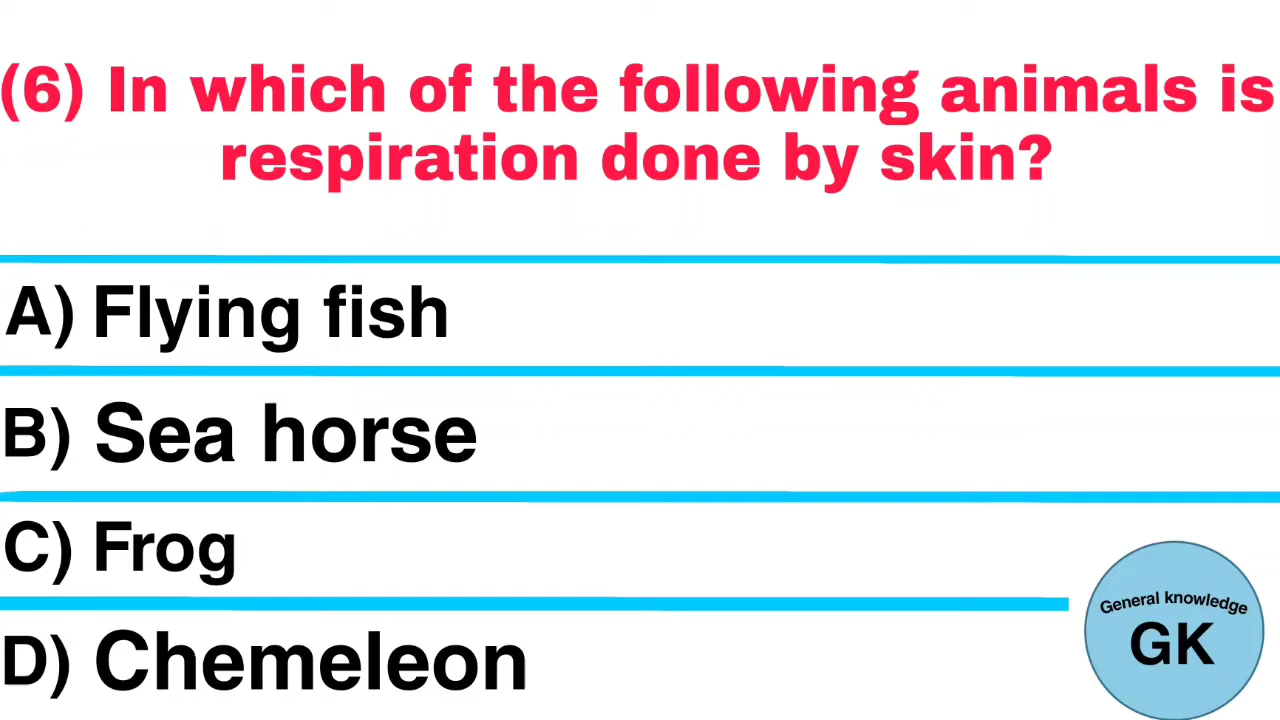 (6) In which of the following animals is
respiration done by skin?
A) Flying fish
B) Sea horse
C) Frog
D) Chemeleon
General knowledge
GK